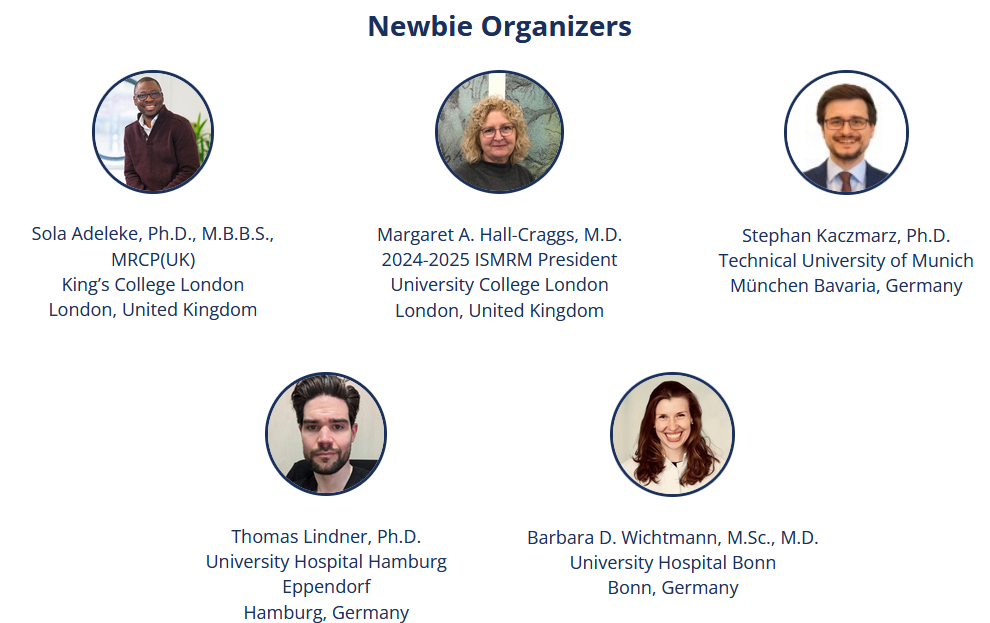 Newbie Organizers
Sola Adeleke, Ph.D., M.B.B.S.,
MRCP(UK)
King’s College London
London, United Kingdom
Margaret A. Hall-Craggs, M.D.
2024-2025 ISMRM President
University College London
London, United Kingdom
Stephan Kaczmarz, Ph.D.
Technical University of Munich
München Bavaria, Germany
Thomas Lindner, Ph.D.
University Hospital Hamburg
Eppendorf
Hamburg, Germany
Barbara D. Wichtmann, M.Sc., M.D.
University Hospital Bonn
Bonn, Germany